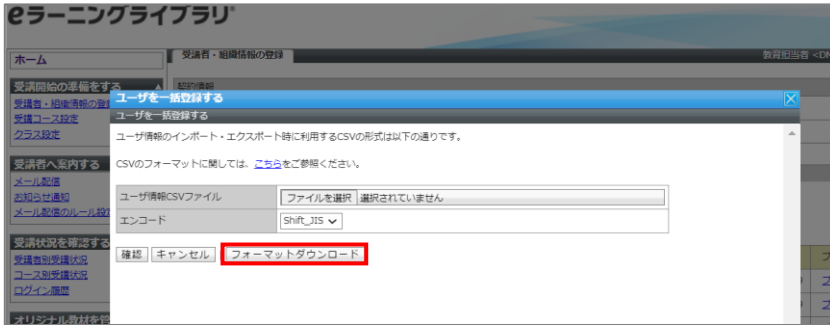 eラーニングライブラリ®
ホーム
受講者・組織情報の登録
教育担当者
受講開始の準備をする
契約情報
受講者・組織情報の登録
受講コース設定
クラス設定
ユーザを一括登録する
ユーザを一括登録する
ユーザ情報のインポート・エクスポート時に利用するCSVの形式は以下の通りです。
CSVのフォーマットに関しては、こちらをご参照ください。
受講者へ案内する
メール配信
お知らせ通知
メール配信のルール設
ユーザ情報CSVファイル
ファイルを選択 選択されていません
エンコード
Shift_JIS
確認 キャンセル フォーマットダウンロード
受講状況を確認する
受講者別受講状況
コース別受講状況
ログイン履歴
オリジナル教材を管